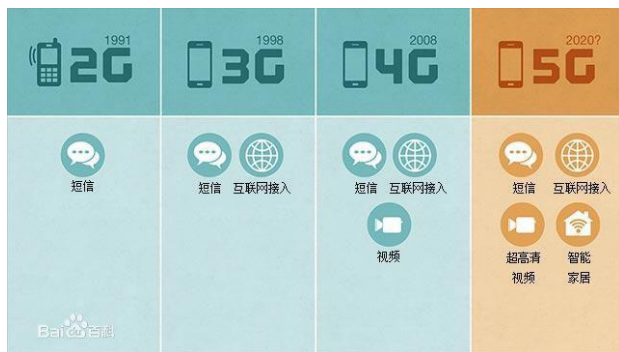 1991
2G
1998
3G
2008
4G
2020?
5G
短信
短信 互联网接入
短信 互联网接入
视频
短信 互联网接入
超高清 智能
视频 家居
Bai百科